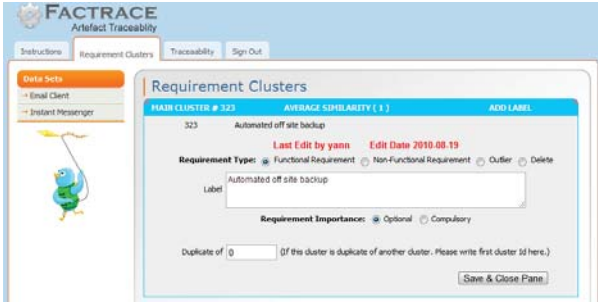 FACTRACE
Artefact Traceablity
Instructions Requirement Clusters Traceability Sign Out
Data Sets
Email Client
Instant Messenger
Requirement Clusters
MAIN CLUSTER # 323 AVERAGE SIMILARITY ( 1 ) ADD LABEL
323 Automated off site backup
Last Edit by yann Edit Date 2010-08-19
Requirement Type: Functional Requirement Non-Functional Requirement Outlier Delete
Label Automated off site backup
Requirement Importance: Optional Compulsory
Duplicate of 0 (If this cluster is duplicate of another cluster. Please write first cluster Id here.)
Save & Close Pane